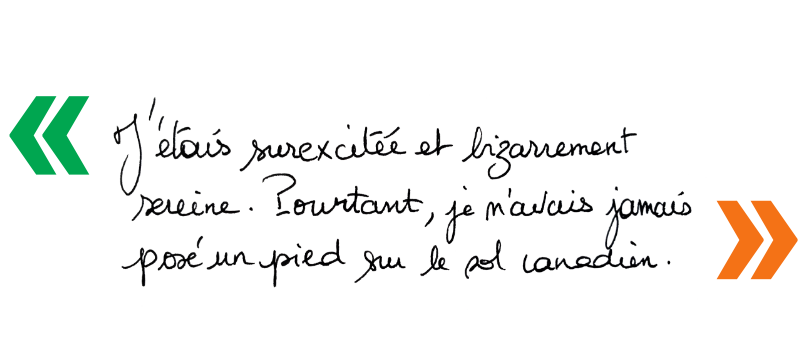 « J'étais surexcitée et bizarrement
sereine. Pourtant, je n'avais jamais
posé un pied sur le sol canadien. »